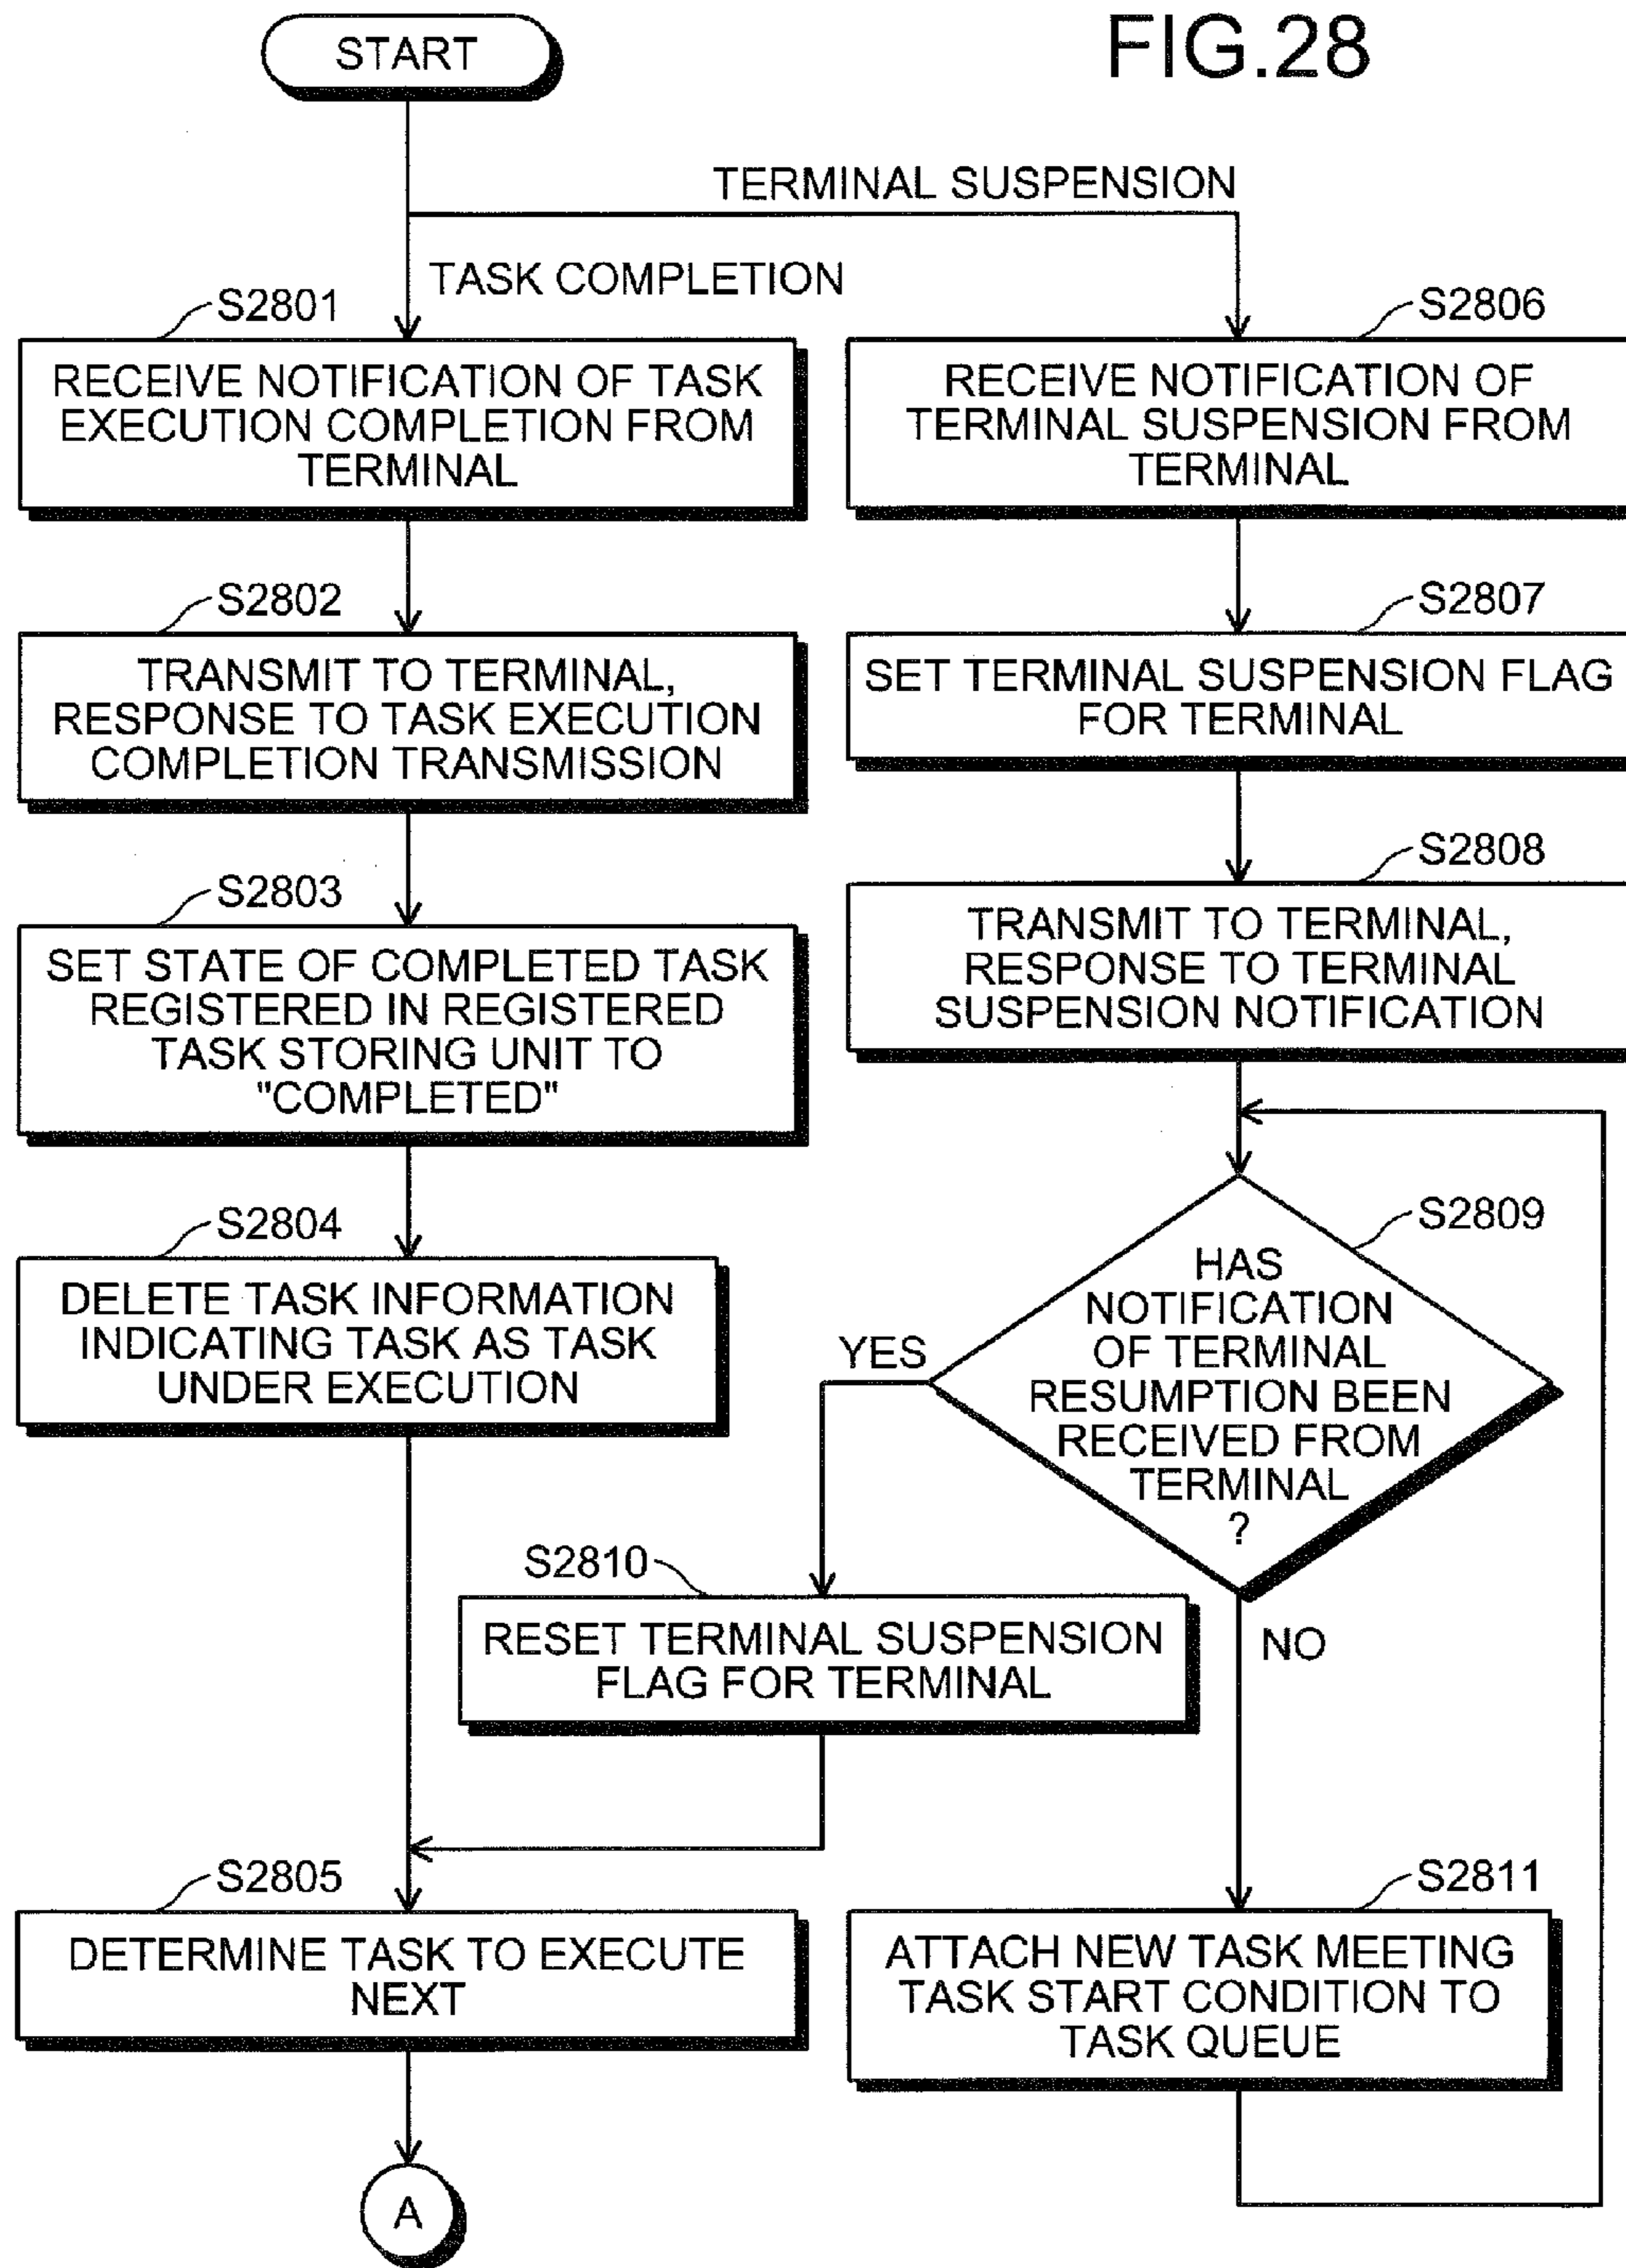 FIG.28
START
TERMINAL SUSPENSION
TASK COMPLETION
S2801
RECEIVE NOTIFICATION OF TASK
EXECUTION COMPLETION FROM
TERMINAL
S2802
TRANSMIT TO TERMINAL,
RESPONSE TO TASK EXECUTION
COMPLETION TRANSMISSION
S2803
SET STATE OF COMPLETED TASK
REGISTERED IN REGISTERED
TASK STORING UNIT TO
"COMPLETED"
S2804
DELETE TASK INFORMATION
INDICATING TASK AS TASK
UNDER EXECUTION
S2805
DETERMINE TASK TO EXECUTE
NEXT
A
S2806
RECEIVE NOTIFICATION OF
TERMINAL SUSPENSION FROM
TERMINAL
S2807
SET TERMINAL SUSPENSION FLAG
FOR TERMINAL
S2808
TRANSMIT TO TERMINAL,
RESPONSE TO TERMINAL
SUSPENSION NOTIFICATION
S2809
HAS
NOTIFICATION
OF TERMINAL
RESUMPTION BEEN
RECEIVED FROM
TERMINAL
?
YES
NO
S2810
RESET TERMINAL SUSPENSION
FLAG FOR TERMINAL
S2811
ATTACH NEW TASK MEETING
TASK START CONDITION TO
TASK QUEUE